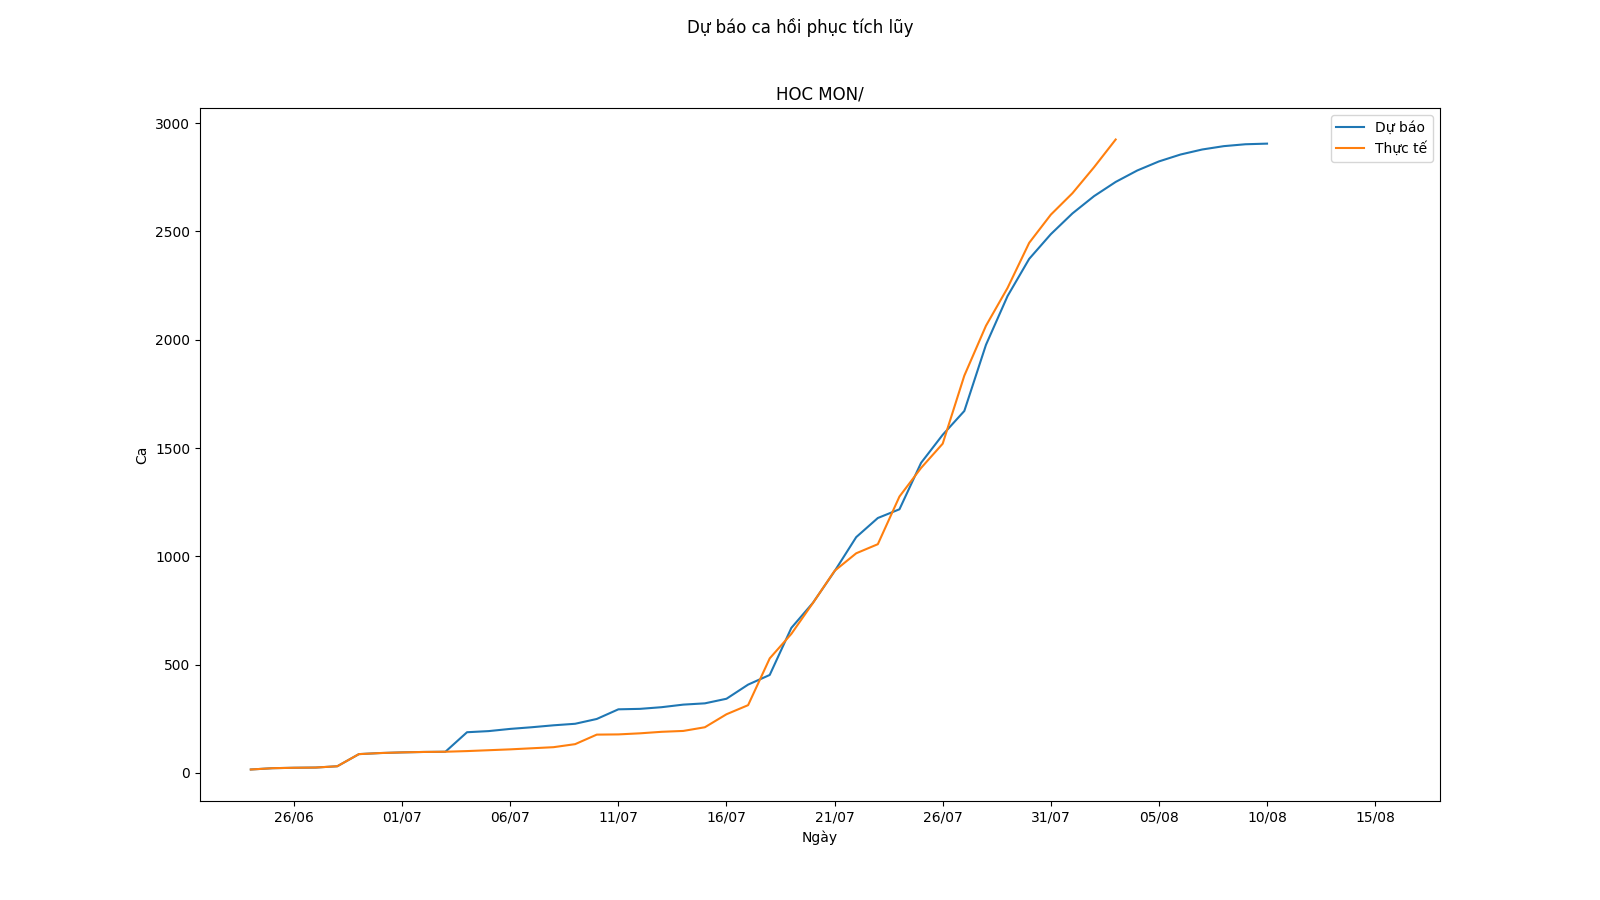 Dự báo ca hồi phục tích lũy
HOC MON/
3000
2500
2000
1500
1000
500
0
Ca
Dự báo
Thực tế
26/06 01/07 06/07 11/07 16/07 21/07 26/07 31/07 05/08 10/08 15/08
Ngày